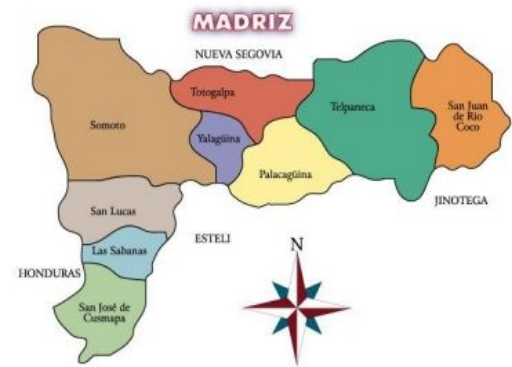 MADRIZ
NUEVA SEGOVIA
Totogalpa
Somoto
Telpaneca
San Juan
de Rio
Coco
Yalagüina
Palacagüina
San Lucas
JINOTEGA
ESTELI
Las Sabanas
HONDURAS
N
San José de
Cusmapa